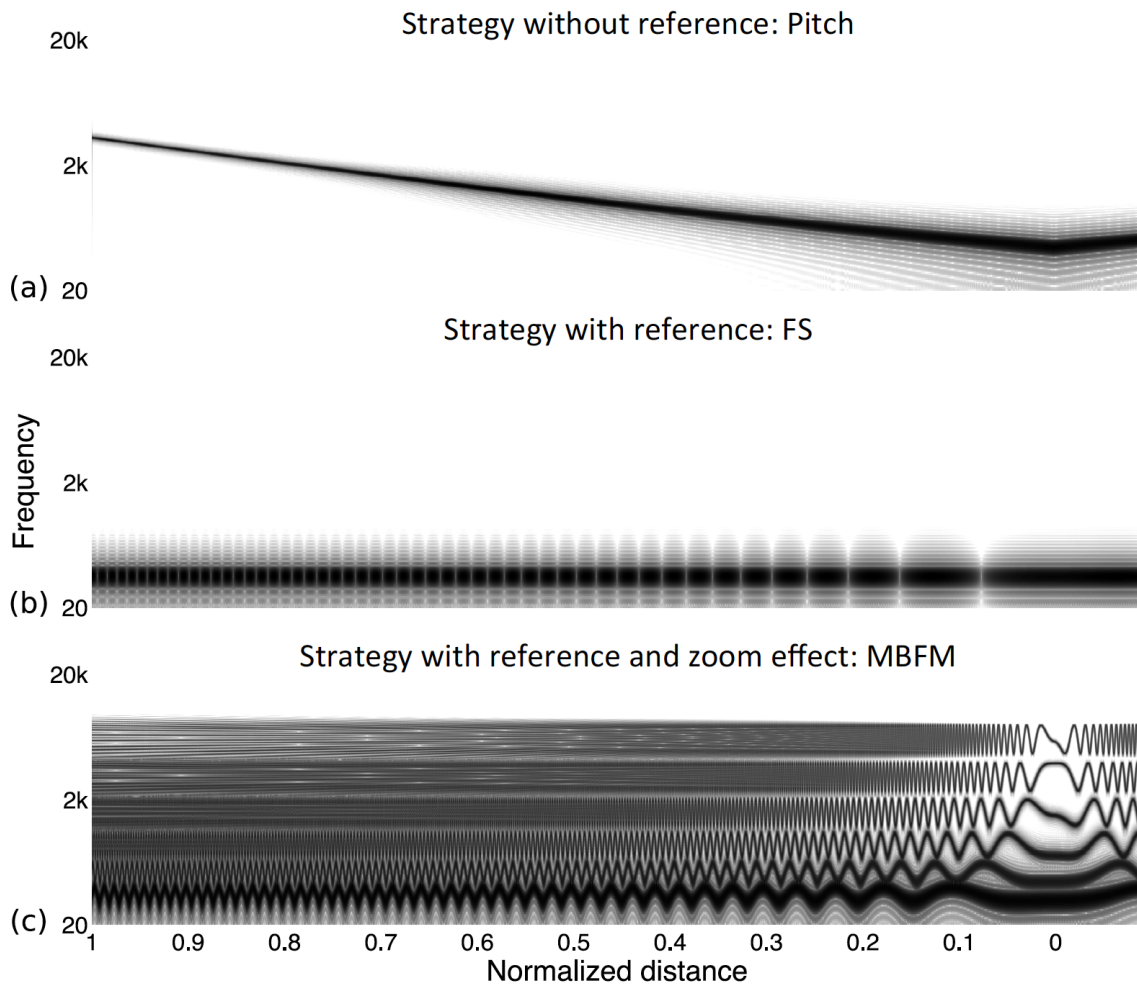 Strategy without reference: Pitch
20k
2k
(a) 20
Strategy with reference: FS
20k
Frequency
2k
(b) 20
Strategy with reference and zoom effect: MBFM
20k
2k
(c) 20
1 0.9 0.8 0.7 0.6 0.5 0.4 0.3 0.2 0.1 0
Normalized distance